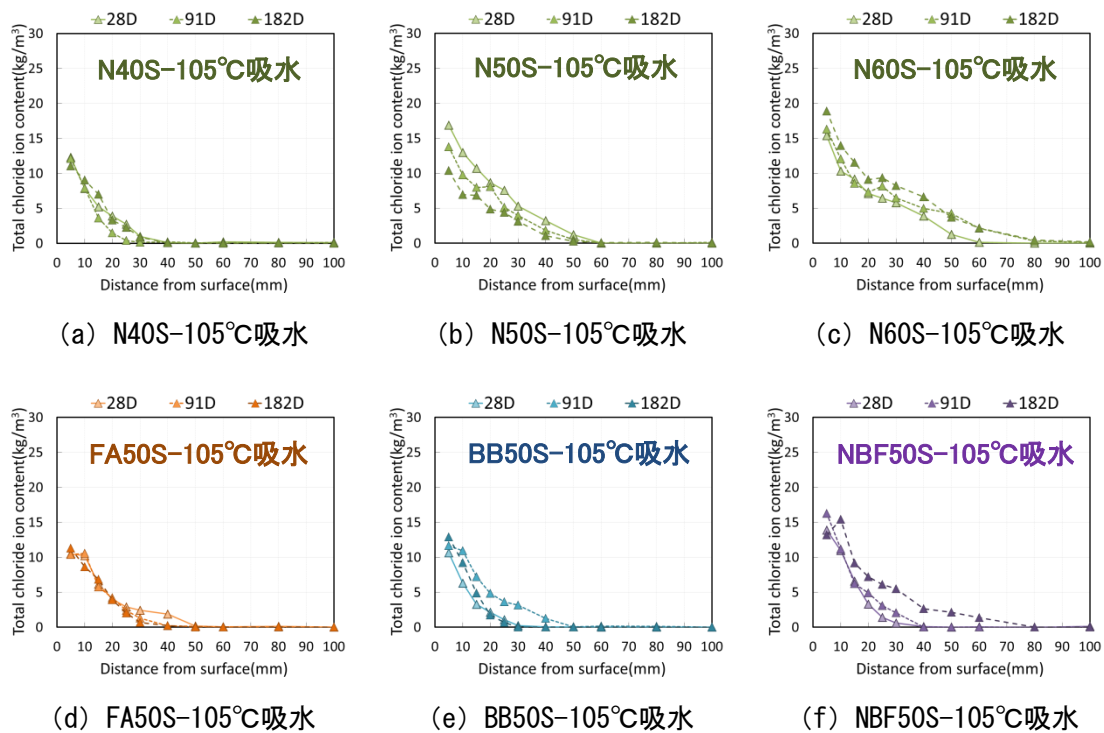 28D 91D 182D
Total chloride ion content(kg/m³)
30
25
20
15
10
5
0
N40S-105℃吸水
0 10 20 30 40 50 60 70 80 90 100
Distance from surface(mm)
(a) N40S-105℃吸水
28D 91D 182D
Total chloride ion content(kg/m³)
30
25
20
15
10
5
0
N50S-105℃吸水
0 10 20 30 40 50 60 70 80 90 100
Distance from surface(mm)
(b) N50S-105℃吸水
28D 91D 182D
Total chloride ion content(kg/m³)
30
25
20
15
10
5
0
N60S-105℃吸水
0 10 20 30 40 50 60 70 80 90 100
Distance from surface(mm)
(c) N60S-105℃吸水
28D 91D 182D
Total chloride ion content(kg/m³)
30
25
20
15
10
5
0
FA50S-105℃吸水
0 10 20 30 40 50 60 70 80 90 100
Distance from surface(mm)
(d) FA50S-105℃吸水
28D 91D 182D
Total chloride ion content(kg/m³)
30
25
20
15
10
5
0
BB50S-105℃吸水
0 10 20 30 40 50 60 70 80 90 100
Distance from surface(mm)
(e) BB50S-105℃吸水
28D 91D 182D
Total chloride ion content(kg/m³)
30
25
20
15
10
5
0
NBF50S-105℃吸水
0 10 20 30 40 50 60 70 80 90 100
Distance from surface(mm)
(f) NBF50S-105℃吸水